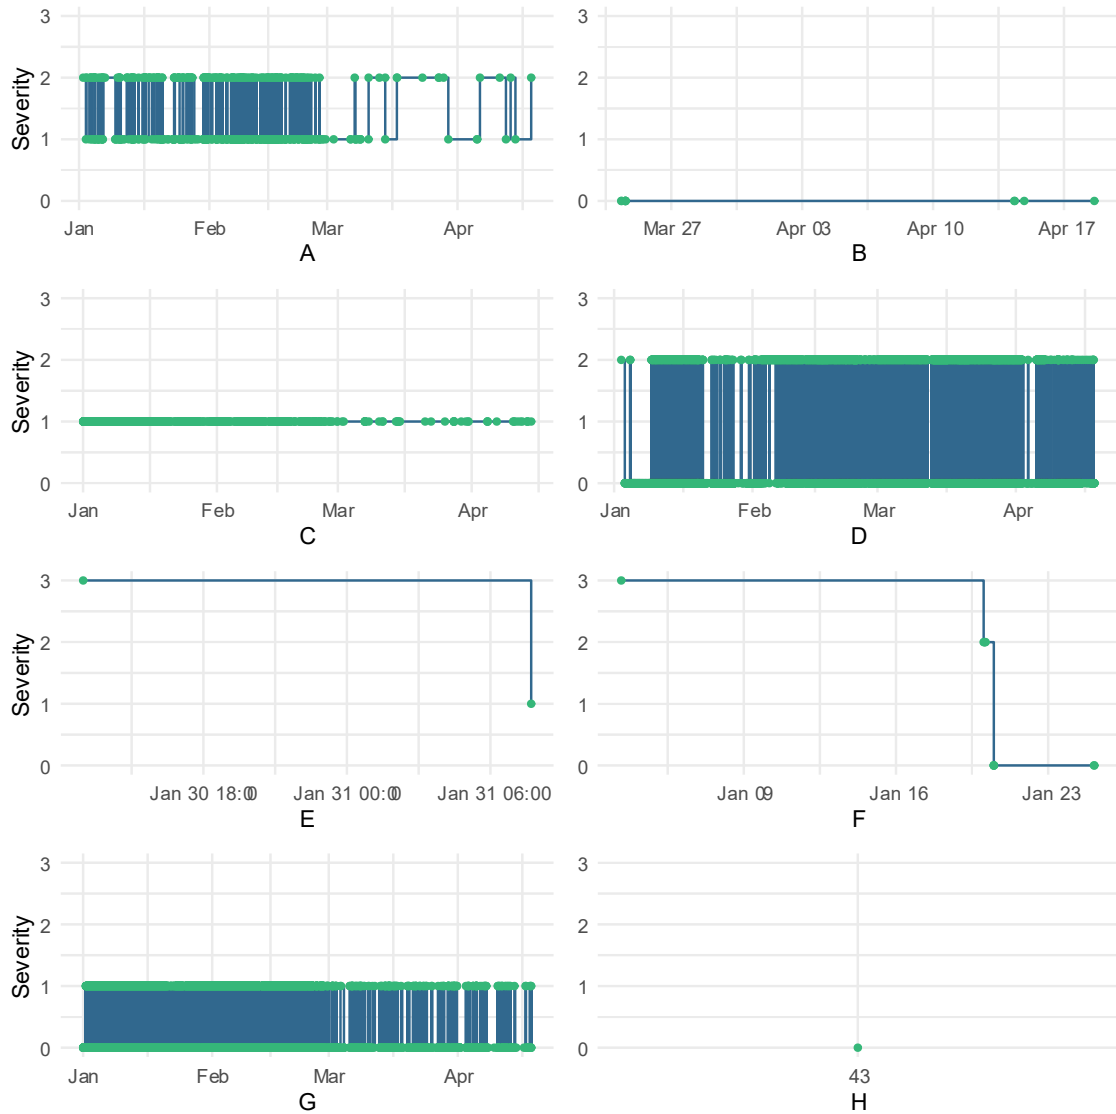 3
2
1
0
Severity
Jan Feb Mar Apr
A
3
2
1
0
Mar 27 Apr 03 Apr 10 Apr 17
B
3
2
1
0
Severity
Jan Feb Mar Apr
C
3
2
1
0
Jan Feb Mar Apr
D
3
2
1
0
Severity
Jan 30 18:00 Jan 31 00:00 Jan 31 06:00
E
3
2
1
0
Jan 09 Jan 16 Jan 23
F
3
2
1
0
Severity
Jan Feb Mar Apr
G
3
2
1
0
43
H